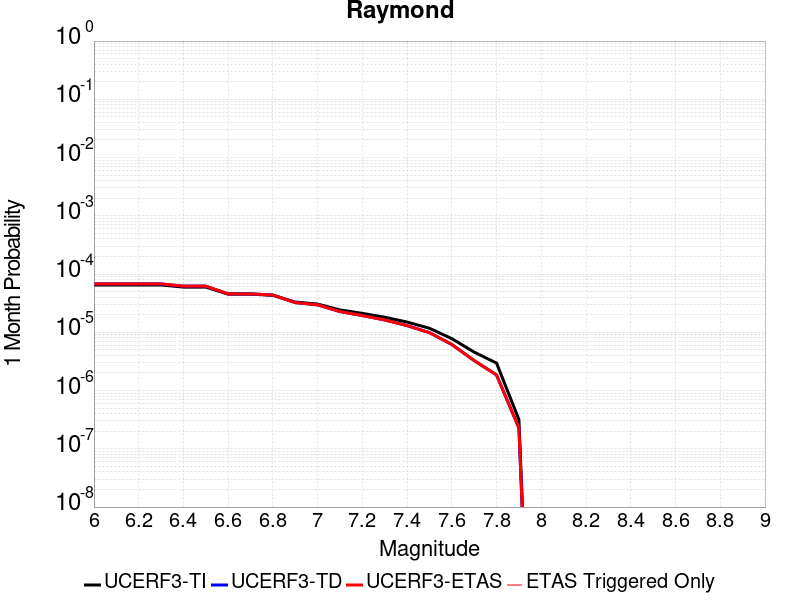 Raymond
10 0
10 -1
10 -2
10 -3
10 -4
10 -5
10 -6
10 -7
10 -8
1 Month Probability
6 6.2 6.4 6.6 6.8 7 7.2 7.4 7.6 7.8 8 8.2 8.4 8.6 8.8 9
Magnitude
UCERF3-TI UCERF3-TD UCERF3-ETAS ETAS Triggered Only